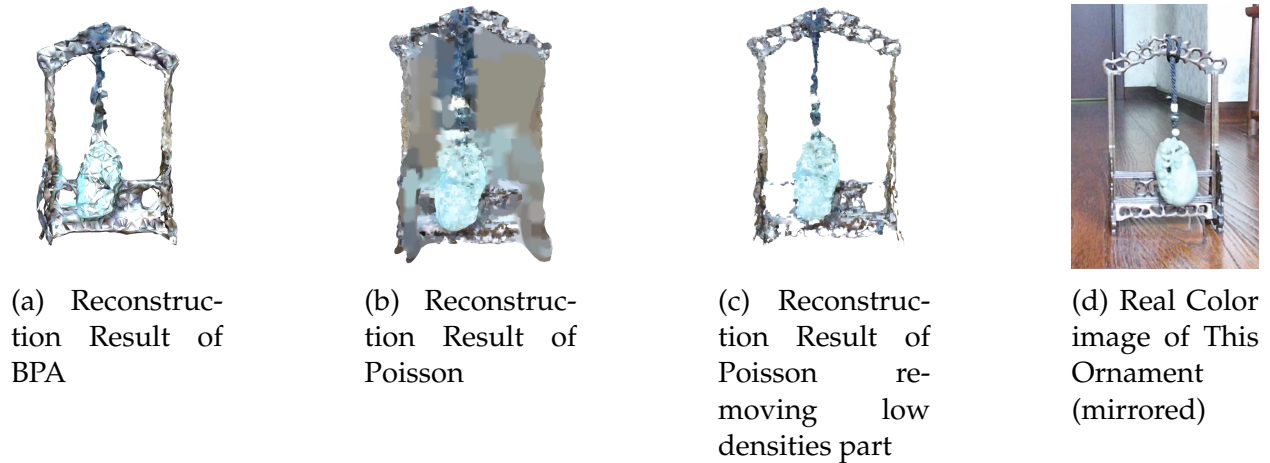 (a) Reconstruc-
tion Result of
BPA
(b) Reconstruc-
tion Result of
Poisson
(c) Reconstruc-
tion Result of
Poisson re-
moving low
densities part
(d) Real Color
image of This
Ornament
(mirrored)